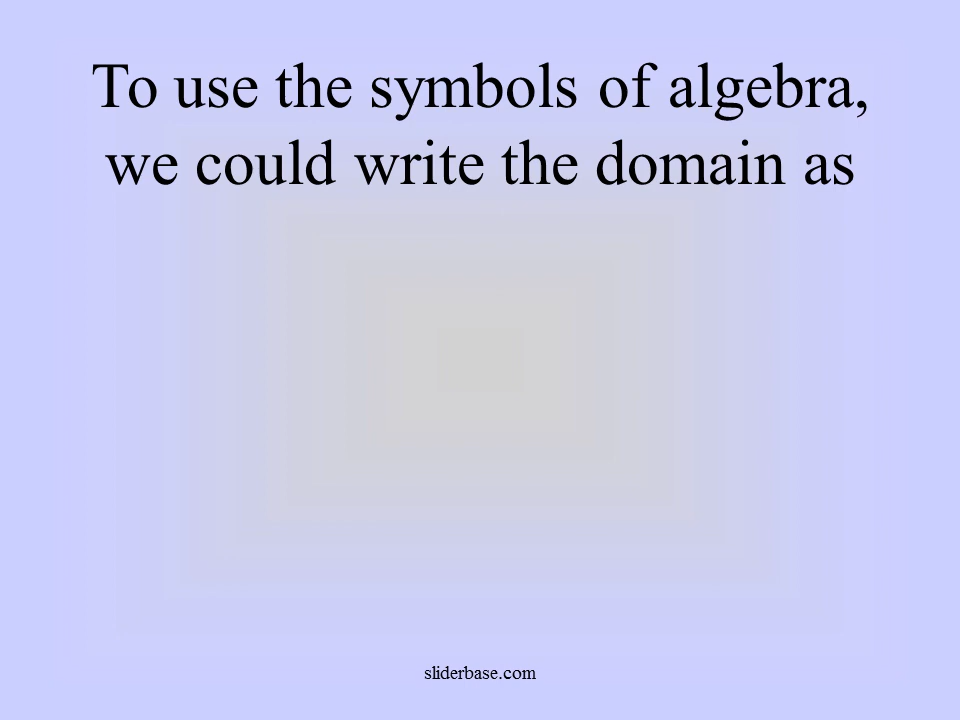 To use the symbols of algebra,
we could write the domain as
sliderbase.com